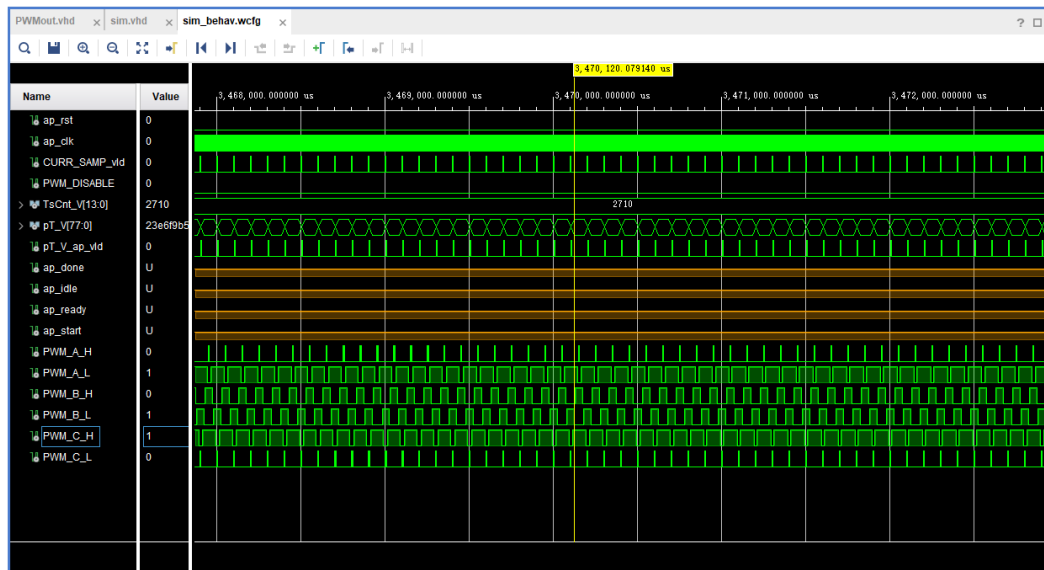 PWMout.vhd × sim.vhd × sim_behav.wcfg ×
?
3,470,120.079140 us
Name Value
3,468,000.000000 us 3,469,000.000000 us 3,470,000.000000 us 3,471,000.000000 us 3,472,000.000000 us
ap_rst 0
ap_clk 0
CURR_SAMP_vld 0
PWM_DISABLE 0
TsCnt_V[13:0] 2710 2710
pT_V[77:0] 23e6f9b5
pT_V_ap_vld 0
ap_done U
ap_idle U
ap_ready U
ap_start U
PWM_A_H 0
PWM_A_L 1
PWM_B_H 0
PWM_B_L 1
PWM_C_H 1
PWM_C_L 0